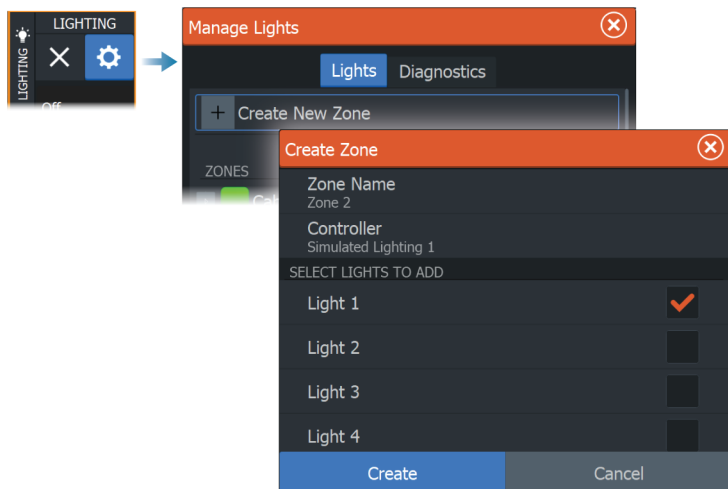 LIGHTING
LIGHTING
Off
Manage Lights
Lights Diagnostics
+ Create New Zone
ZONES
Create Zone
Zone Name
Zone 2
Controller
Simulated Lighting 1
SELECT LIGHTS TO ADD
Light 1
Light 2
Light 3
Light 4
Create Cancel